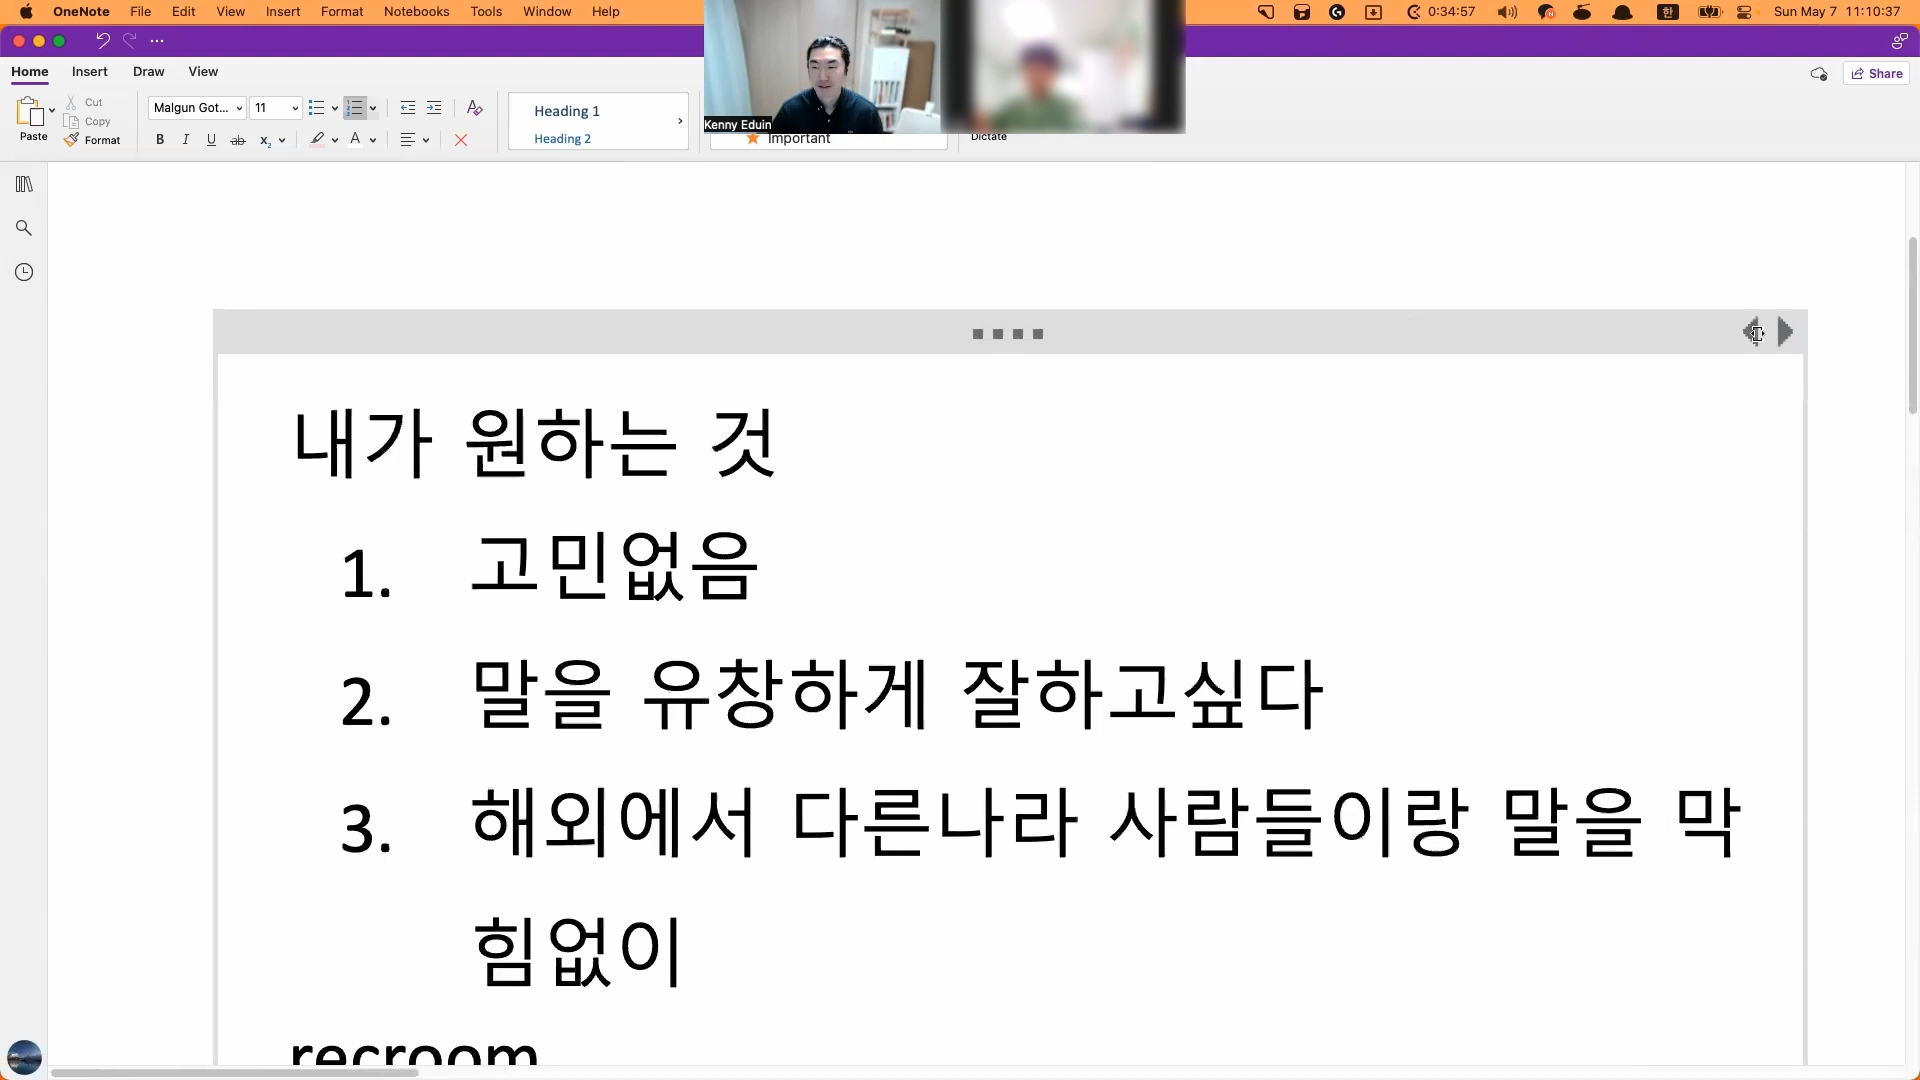 OneNote File Edit View Insert Format Notebooks Tools Window Help 0:34:57 한 Sun May 7 11:10:37
Home Insert Draw View Share
Paste Cut Copy Format
Malgun Got... 11
B I U ab x₂ A
Heading 1
Heading 2
Important
Dictate
Kenny Eduin
내가 원하는 것
1. 고민없음
2. 말을 유창하게 잘하고싶다
3. 해외에서 다른나라 사람들이랑 말을 막
힘없이
recroom